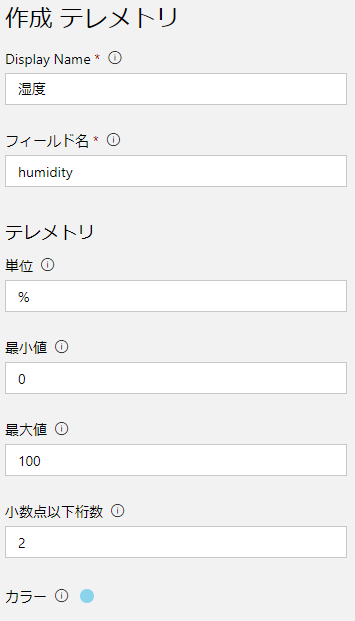 作成 テレメトリ
Display Name *
湿度
フィールド名 *
humidity
テレメトリ
単位
%
最小値
0
最大値
100
小数点以下桁数
2
カラー